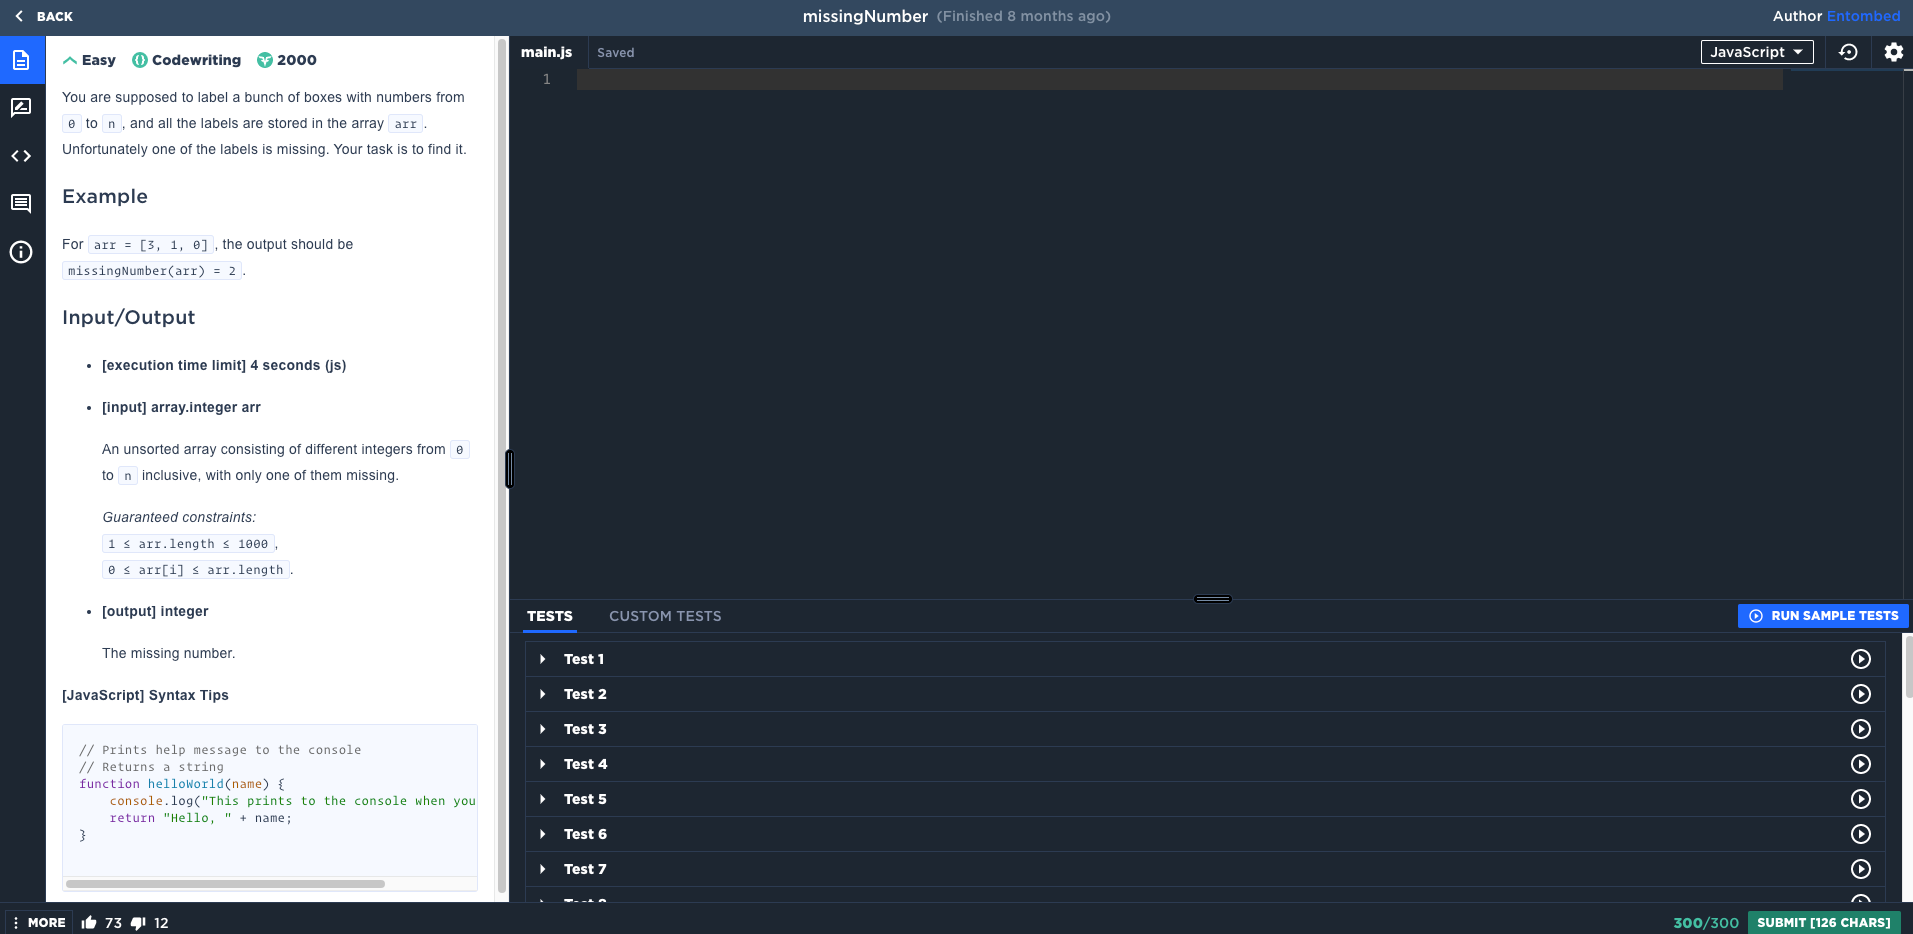 BACK
missingNumber (Finished 8 months ago)
Author Entombed
Easy Codewriting 2000
You are supposed to label a bunch of boxes with numbers from
0 to n, and all the labels are stored in the array arr.
Unfortunately one of the labels is missing. Your task is to find it.
Example
For arr = [3, 1, 0], the output should be
missingNumber(arr) = 2.
Input/Output
• [execution time limit] 4 seconds (js)
• [input] array.integer arr
An unsorted array consisting of different integers from 0
to n inclusive, with only one of them missing.
Guaranteed constraints:
1 ≤ arr.length ≤ 1000,
0 ≤ arr[i] ≤ arr.length.
• [output] integer
The missing number.
[JavaScript] Syntax Tips
// Prints help message to the console
// Returns a string
function helloWorld(name) {
console.log("This prints to the console when you
return "Hello, " + name;
}
main.js Saved
JavaScript
1
TESTS CUSTOM TESTS
RUN SAMPLE TESTS
Test 1
Test 2
Test 3
Test 4
Test 5
Test 6
Test 7
Test 8
MORE 73 12
300/300 SUBMIT [126 CHARS]